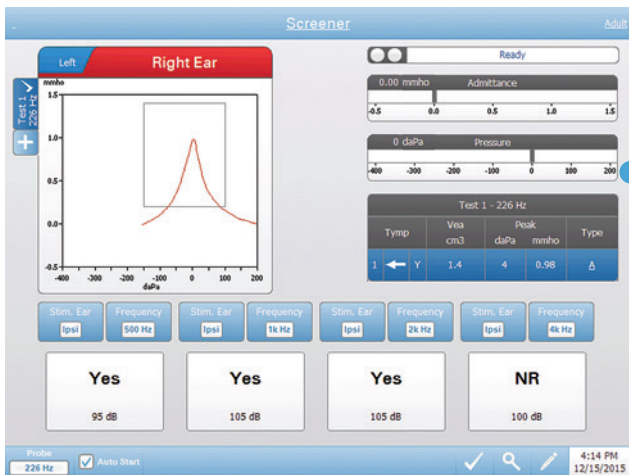 Screener
Adult
Left
Right Ear
Ready
Test 1
226 Hz
mmho
1.5
1.0
0.5
0.0
-0.5
-400 -300 -200 -100 0 100 200
daPa
0.00 mmho Admittance
-0.5 0.0 0.5 1.0 1.5
0 daPa Pressure
-400 -300 -200 -100 0 100 200
Test 1 - 226 Hz
Tymp Vea cm3 Peak daPa mmho Type
1 Y 1.4 4 0.98 A
Stim. Ear Frequency Stim. Ear Frequency Stim. Ear Frequency Stim. Ear Frequency
Ipsi 500 Hz Ipsi 1k Hz Ipsi 2k Hz Ipsi 4k Hz
Yes Yes Yes NR
95 dB 105 dB 105 dB 100 dB
Probe
226 Hz
Auto Start
4:14 PM
12/15/2015